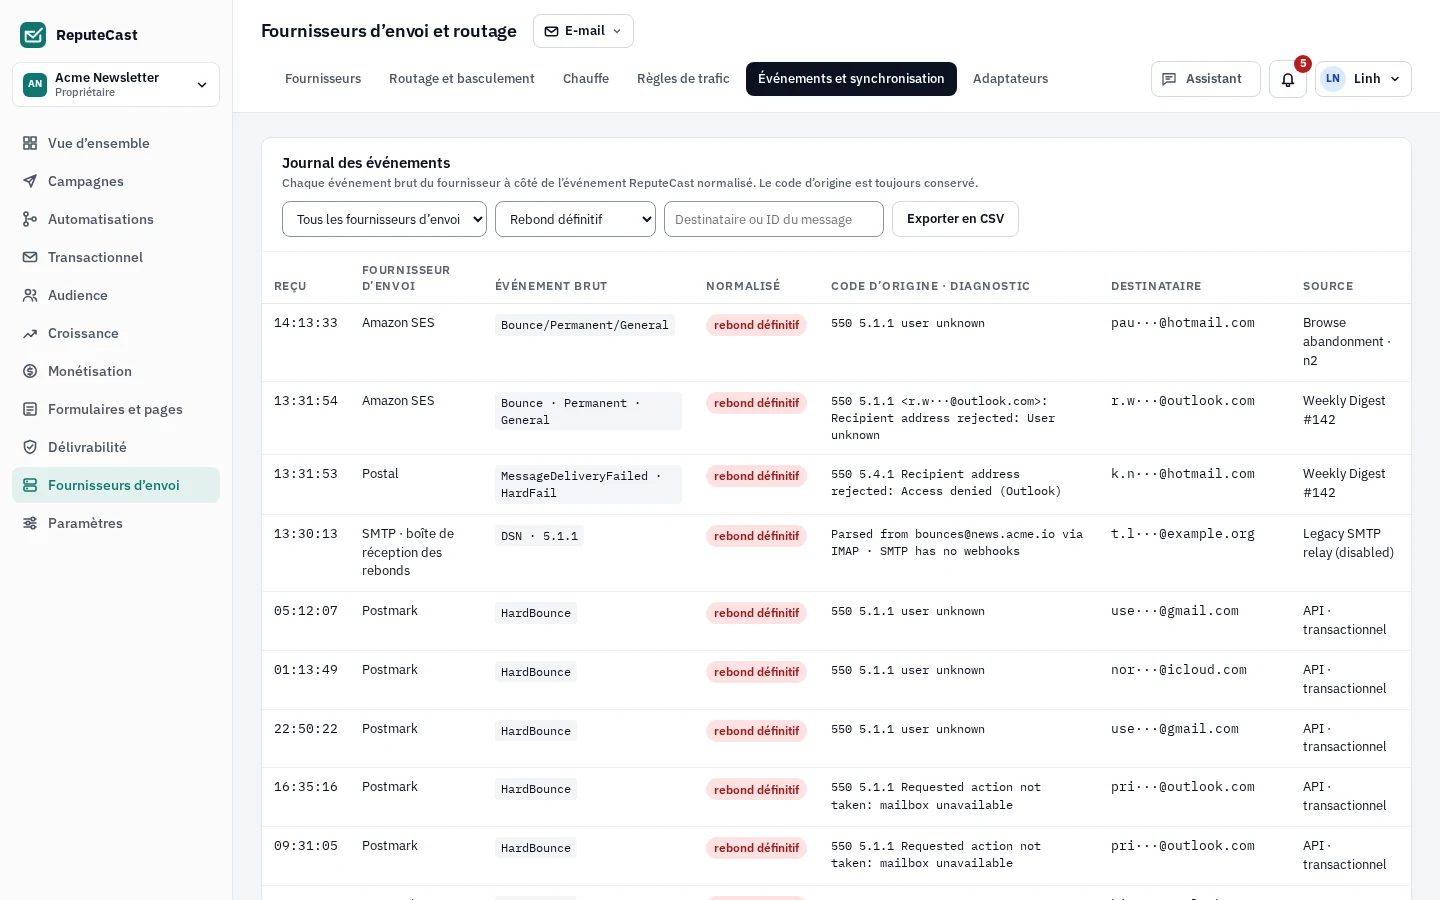 ReputeCast
AN
Acme Newsletter
Propriétaire
Vue d’ensemble
Campagnes
Automatisations
Transactionnel
Audience
Croissance
Monétisation
Formulaires et pages
Délivrabilité
Fournisseurs d’envoi
Paramètres
Fournisseurs d’envoi et routage
E-mail
Fournisseurs
Routage et basculement
Chauffe
Règles de trafic
Événements et synchronisation
Adaptateurs
Assistant
5
LN
Linh
Journal des événements
Chaque événement brut du fournisseur à côté de l’événement ReputeCast normalisé. Le code d’origine est toujours conservé.
Tous les fournisseurs d’envoi
Rebond définitif
Destinataire ou ID du message
Exporter en CSV
REÇU
FOURNISSEUR
D’ENVOI
ÉVÉNEMENT BRUT
NORMALISÉ
CODE D’ORIGINE · DIAGNOSTIC
DESTINATAIRE
SOURCE
14:13:33
Amazon SES
Bounce/Permanent/General
rebond définitif
550 5.1.1 user unknown
pau···@hotmail.com
Browse
abandonment ·
n2
13:31:54
Amazon SES
Bounce · Permanent ·
General
rebond définitif
550 5.1.1 <r.w···@outlook.com>:
Recipient address rejected: User
unknown
r.w···@outlook.com
Weekly Digest
#142
13:31:53
Postal
MessageDeliveryFailed ·
HardFail
rebond définitif
550 5.4.1 Recipient address
rejected: Access denied (Outlook)
k.n···@hotmail.com
Weekly Digest
#142
13:30:13
SMTP · boîte de
réception des
rebonds
DSN · 5.1.1
rebond définitif
Parsed from bounces@news.acme.io via
IMAP · SMTP has no webhooks
t.l···@example.org
Legacy SMTP
relay (disabled)
05:12:07
Postmark
HardBounce
rebond définitif
550 5.1.1 user unknown
use···@gmail.com
API ·
transactionnel
01:13:49
Postmark
HardBounce
rebond définitif
550 5.1.1 user unknown
nor···@icloud.com
API ·
transactionnel
22:50:22
Postmark
HardBounce
rebond définitif
550 5.1.1 user unknown
use···@gmail.com
API ·
transactionnel
16:35:16
Postmark
HardBounce
rebond définitif
550 5.1.1 Requested action not
taken: mailbox unavailable
pri···@outlook.com
API ·
transactionnel
09:31:05
Postmark
HardBounce
rebond définitif
550 5.1.1 Requested action not
taken: mailbox unavailable
pri···@outlook.com
API ·
transactionnel